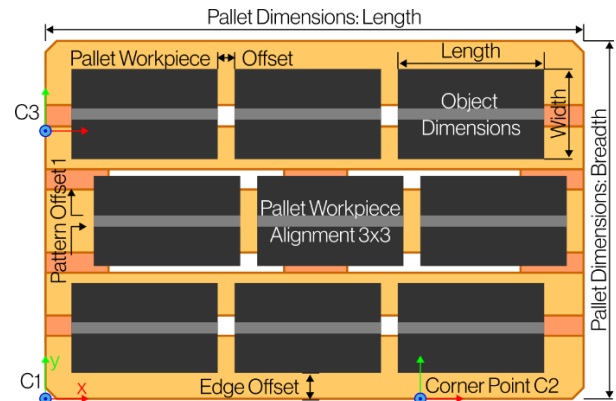 Pallet Dimensions: Length
Pallet Workpiece
Offset
Length
Object
Dimensions
Width
C3
Pattern Offset 1
Pallet Workpiece
Alignment 3x3
Pallet Dimensions: Breadth
y
C1
x
Edge Offset
Corner Point C2